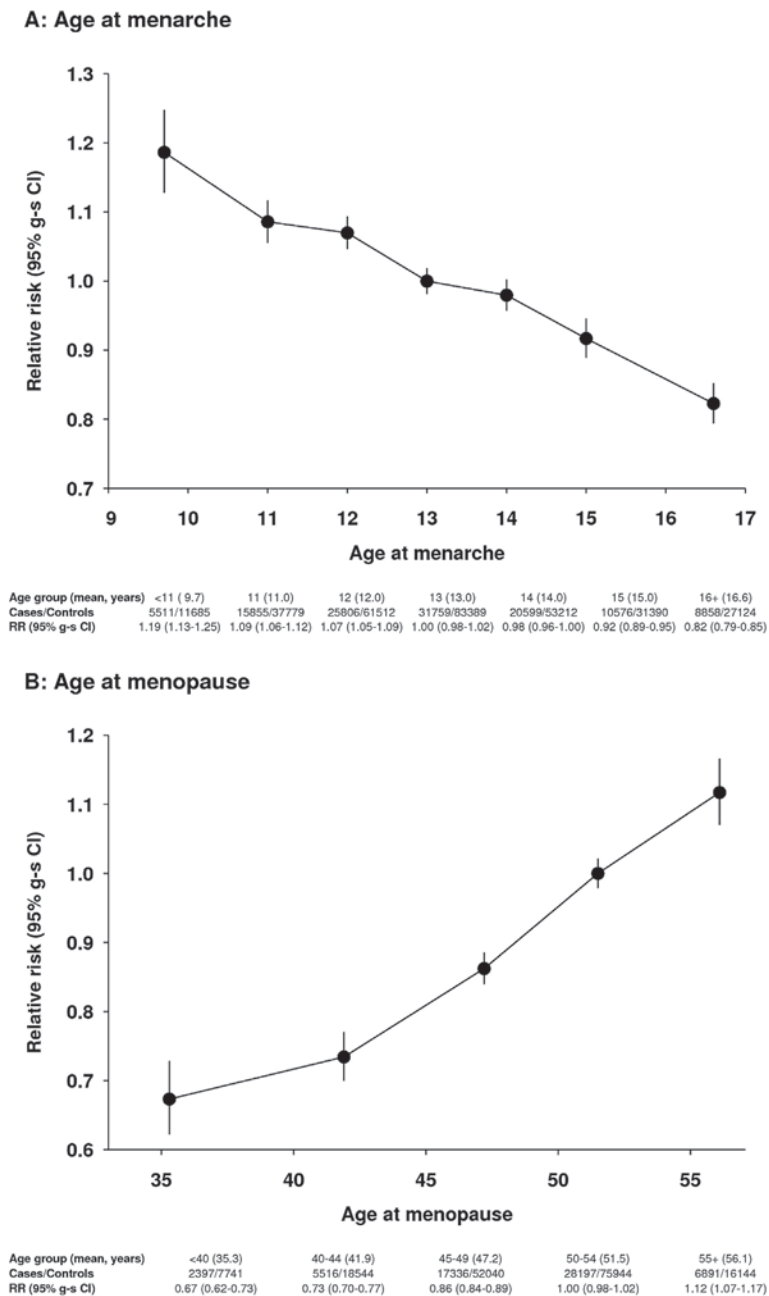 A: Age at menarche
1.3
1.2
1.1
1.0
0.9
0.8
0.7
Relative risk (95% g-s CI)
9 10 11 12 13 14 15 16 17
Age at menarche
Age group (mean, years) <11 ( 9.7) 11 (11.0) 12 (12.0) 13 (13.0) 14 (14.0) 15 (15.0) 16+ (16.6)
Cases/Controls 5511/11685 15855/37779 25806/61512 31759/83389 20599/53212 10576/31390 8858/27124
RR (95% g-s CI) 1.19 (1.13-1.25) 1.09 (1.06-1.12) 1.07 (1.05-1.09) 1.00 (0.98-1.02) 0.98 (0.96-1.00) 0.92 (0.89-0.95) 0.82 (0.79-0.85)
B: Age at menopause
1.2
1.1
1.0
0.9
0.8
0.7
0.6
Relative risk (95% g-s CI)
35 40 45 50 55
Age at menopause
Age group (mean, years) <40 (35.3) 40-44 (41.9) 45-49 (47.2) 50-54 (51.5) 55+ (56.1)
Cases/Controls 2397/7741 5516/18544 17336/52040 28197/75944 6891/16144
RR (95% g-s CI) 0.67 (0.62-0.73) 0.73 (0.70-0.77) 0.86 (0.84-0.89) 1.00 (0.98-1.02) 1.12 (1.07-1.17)